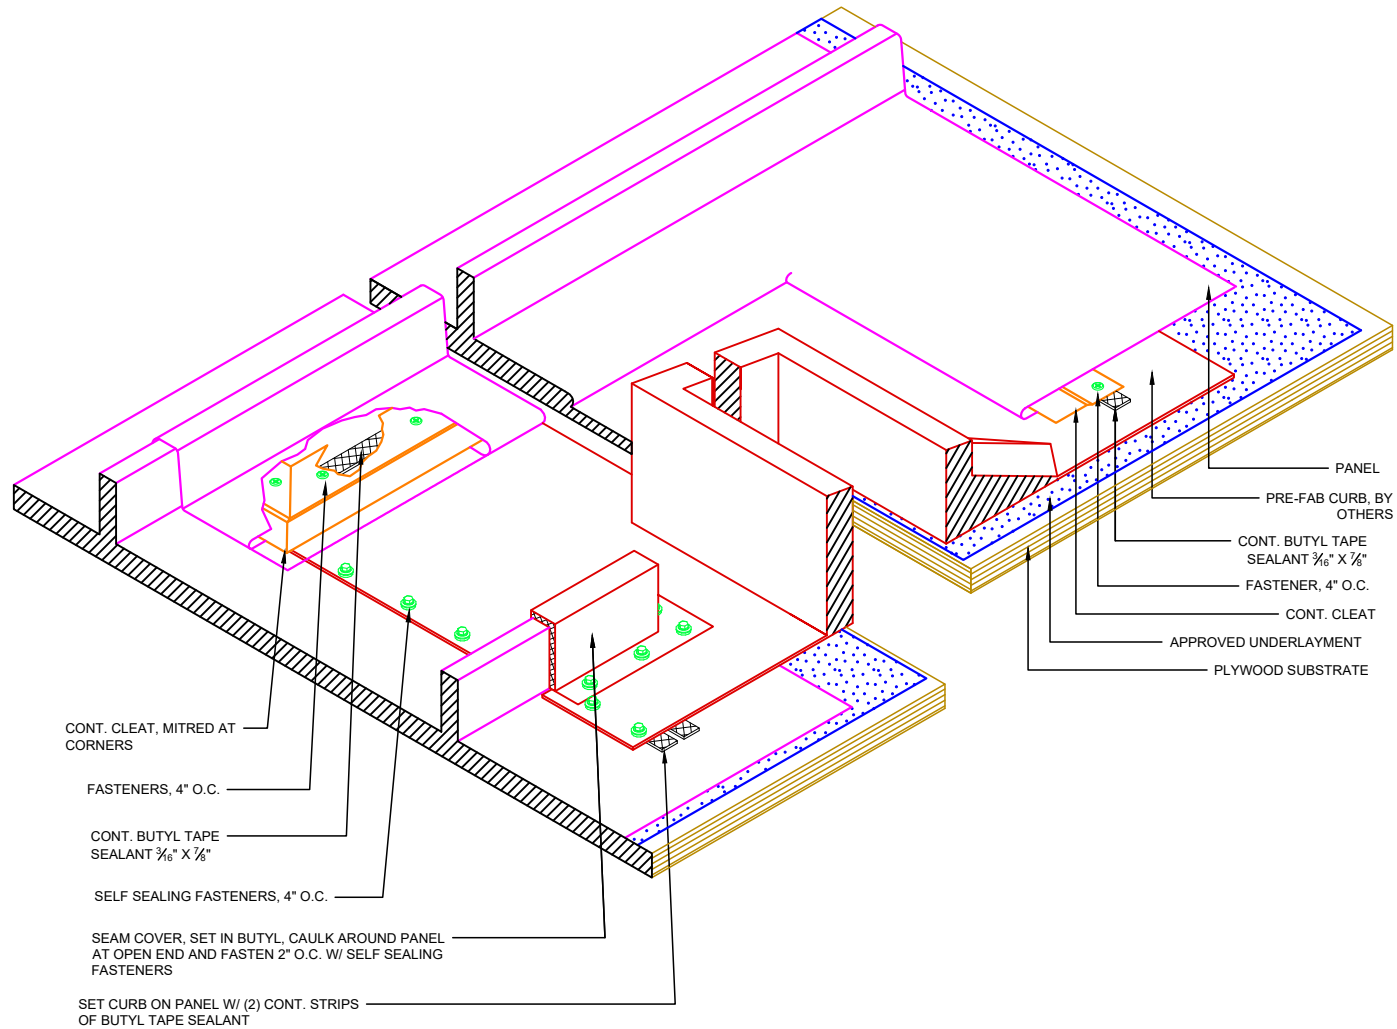 PANEL
PRE-FAB CURB, BY
OTHERS
CONT. BUTYL TAPE
SEALANT 3/16" X 7/8"
FASTENER, 4" O.C.
CONT. CLEAT
APPROVED UNDERLAYMENT
PLYWOOD SUBSTRATE
CONT. CLEAT, MITRED AT
CORNERS
FASTENERS, 4" O.C.
CONT. BUTYL TAPE
SEALANT 3/16" X 7/8"
SELF SEALING FASTENERS, 4" O.C.
SEAM COVER, SET IN BUTYL, CAULK AROUND PANEL
AT OPEN END AND FASTEN 2" O.C. W/ SELF SEALING
FASTENERS
SET CURB ON PANEL W/ (2) CONT. STRIPS
OF BUTYL TAPE SEALANT